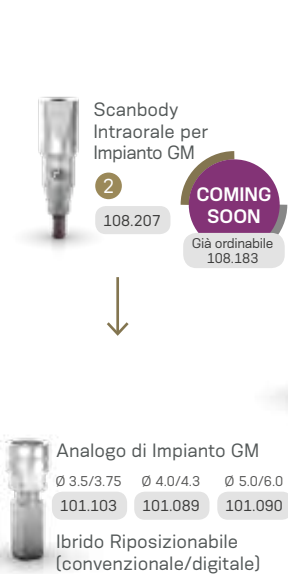 Scanbody
Intraorale per
Impianto GM
2
108.207
COMING
SOON
Già ordinabile
108.183
Analogo di Impianto GM
Ø 3.5/3.75 Ø 4.0/4.3 Ø 5.0/6.0
101.103 101.089 101.090
Ibrido Riposizionabile
(convenzionale/digitale)